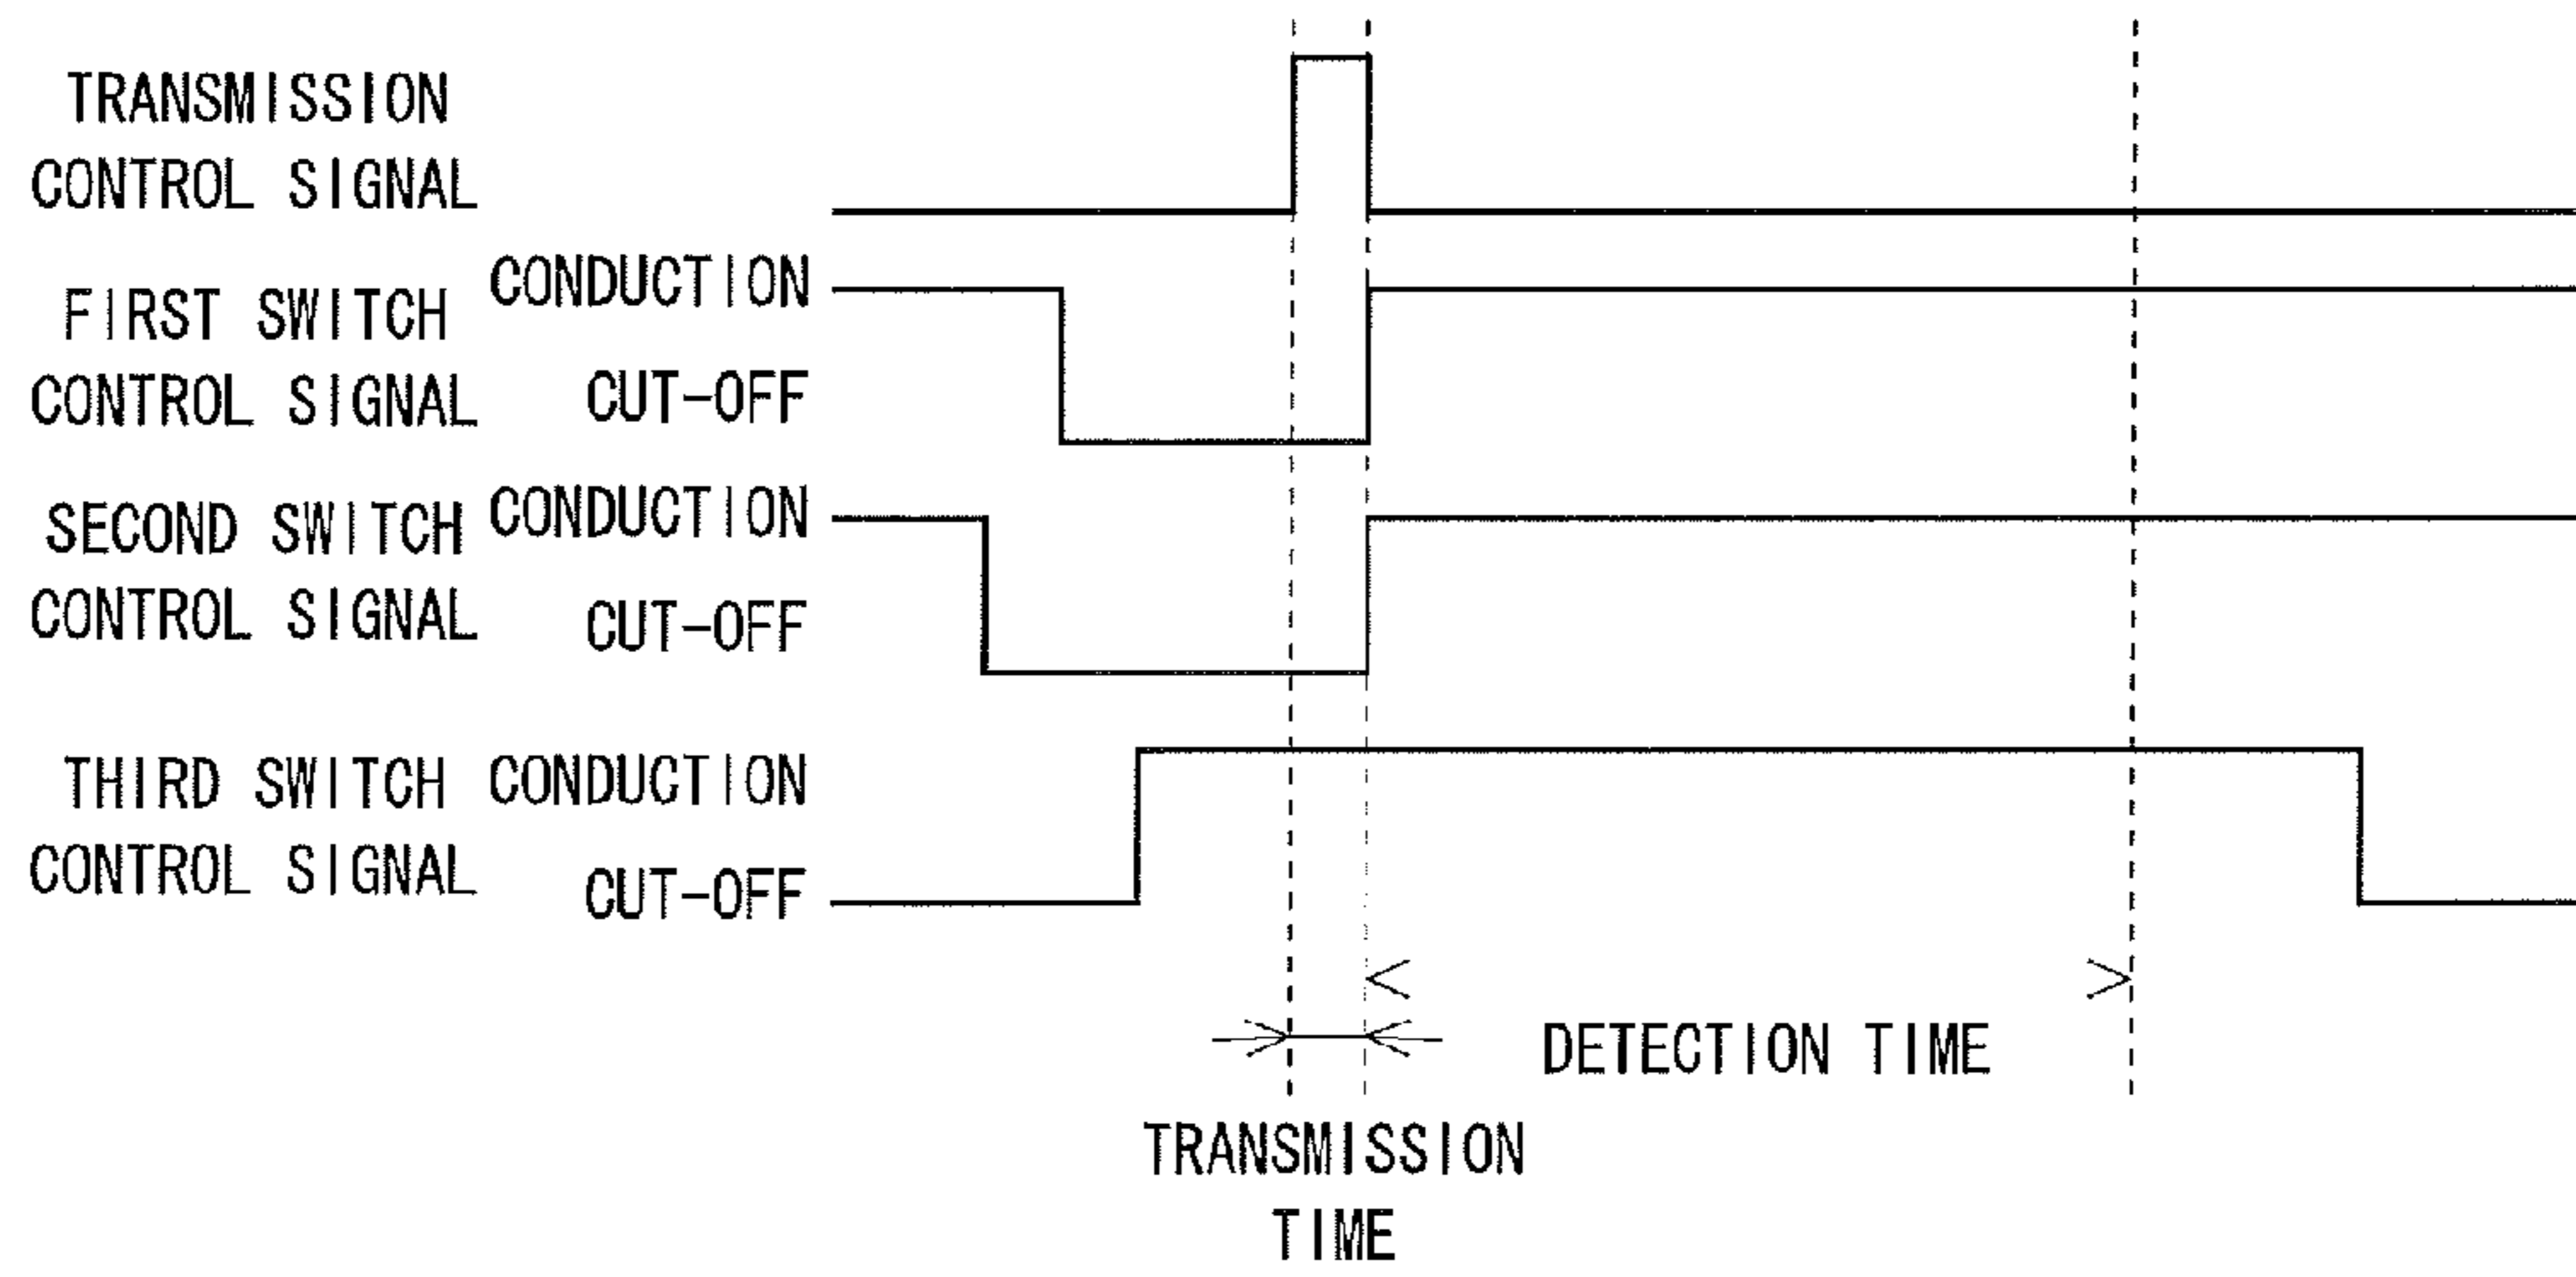 TRANSMISSION
CONTROL SIGNAL
FIRST SWITCH
CONTROL SIGNAL
CONDUCTION
CUT-OFF
SECOND SWITCH
CONTROL SIGNAL
CONDUCTION
CUT-OFF
THIRD SWITCH
CONTROL SIGNAL
CONDUCTION
CUT-OFF
DETECTION TIME
TRANSMISSION
TIME